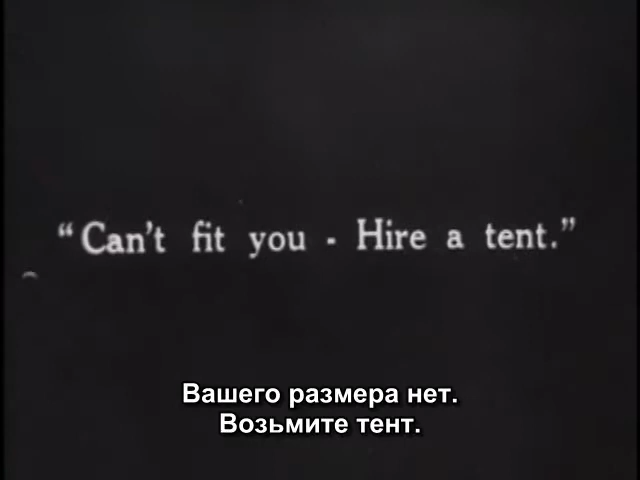 “Can't fit you - Hire a tent.”
Вашего размера нет.
Возьмите тент.